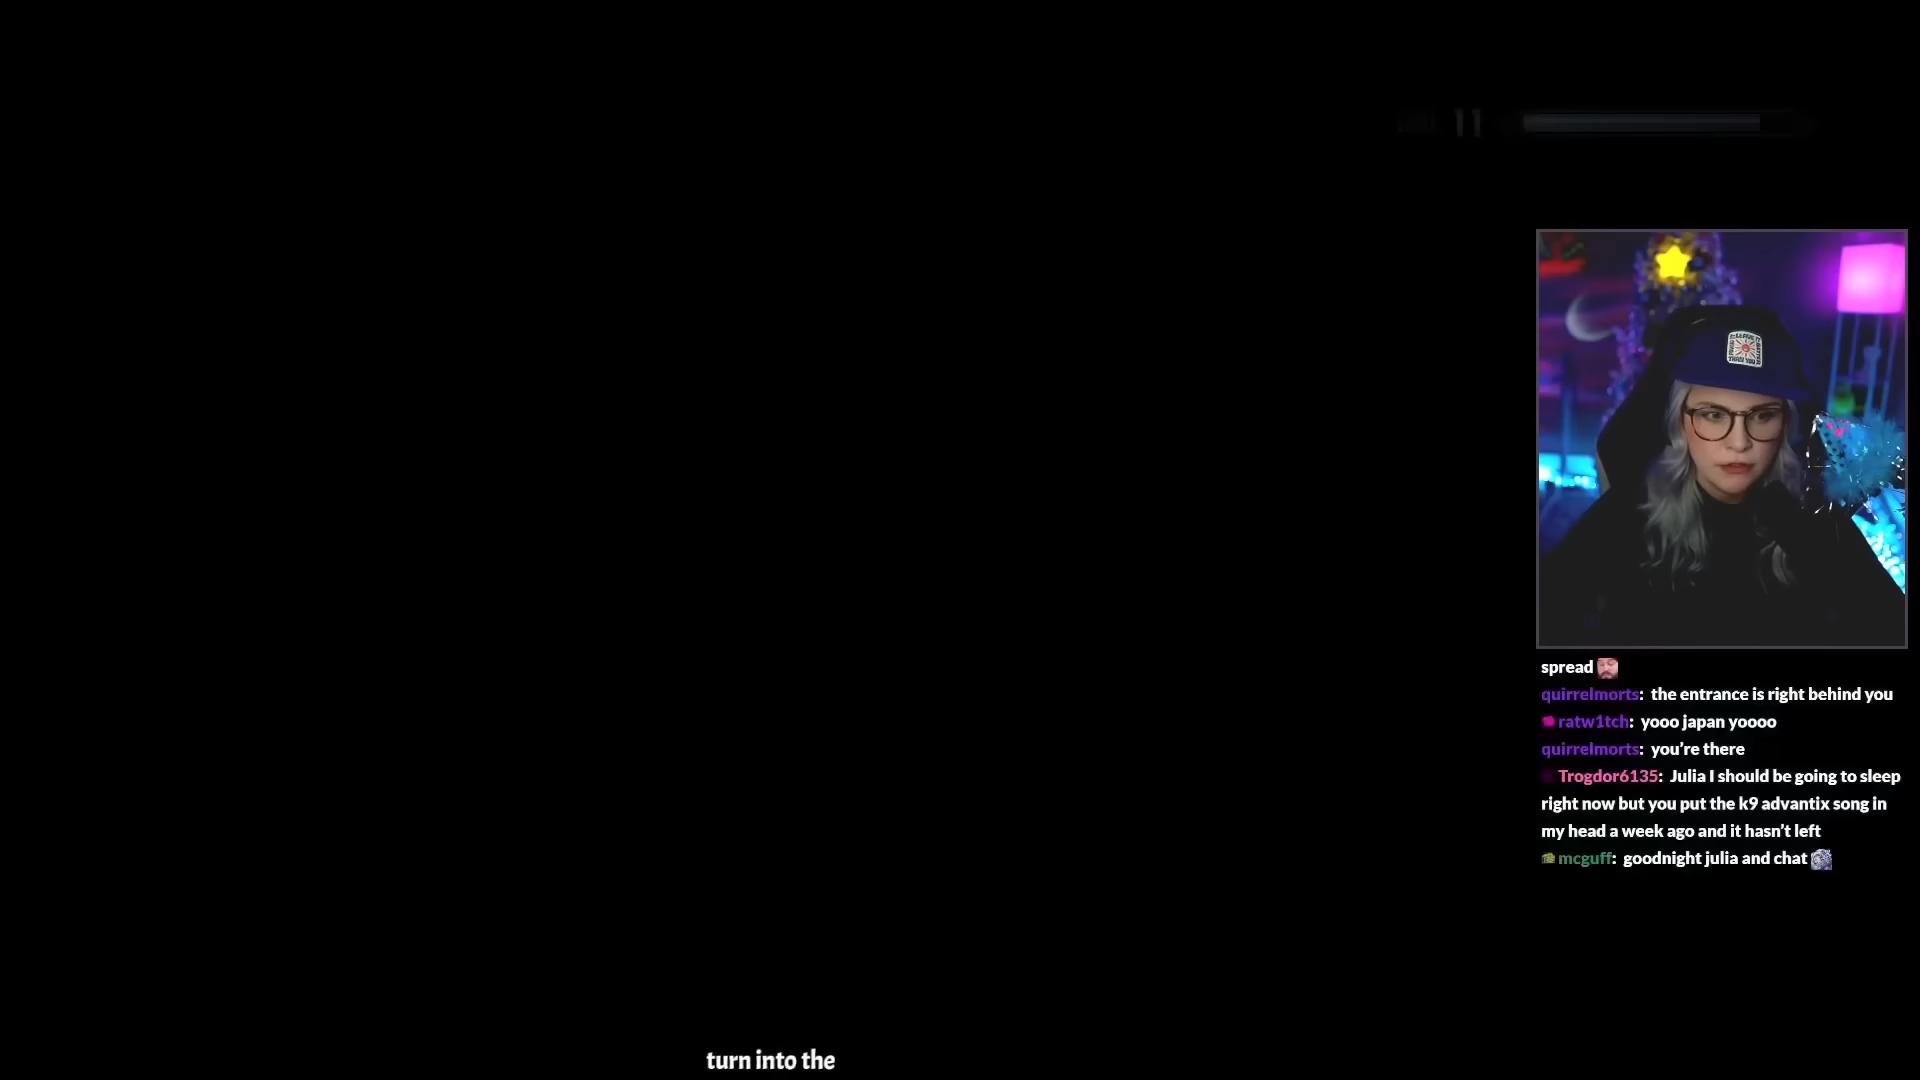 11
spread
quirrelmorts: the entrance is right behind you
ratw1tch: yooo japan yoooo
quirrelmorts: you're there
Trogdor6135: Julia I should be going to sleep
right now but you put the k9 advantix song in
my head a week ago and it hasn't left
mcguff: goodnight julia and chat
turn into the